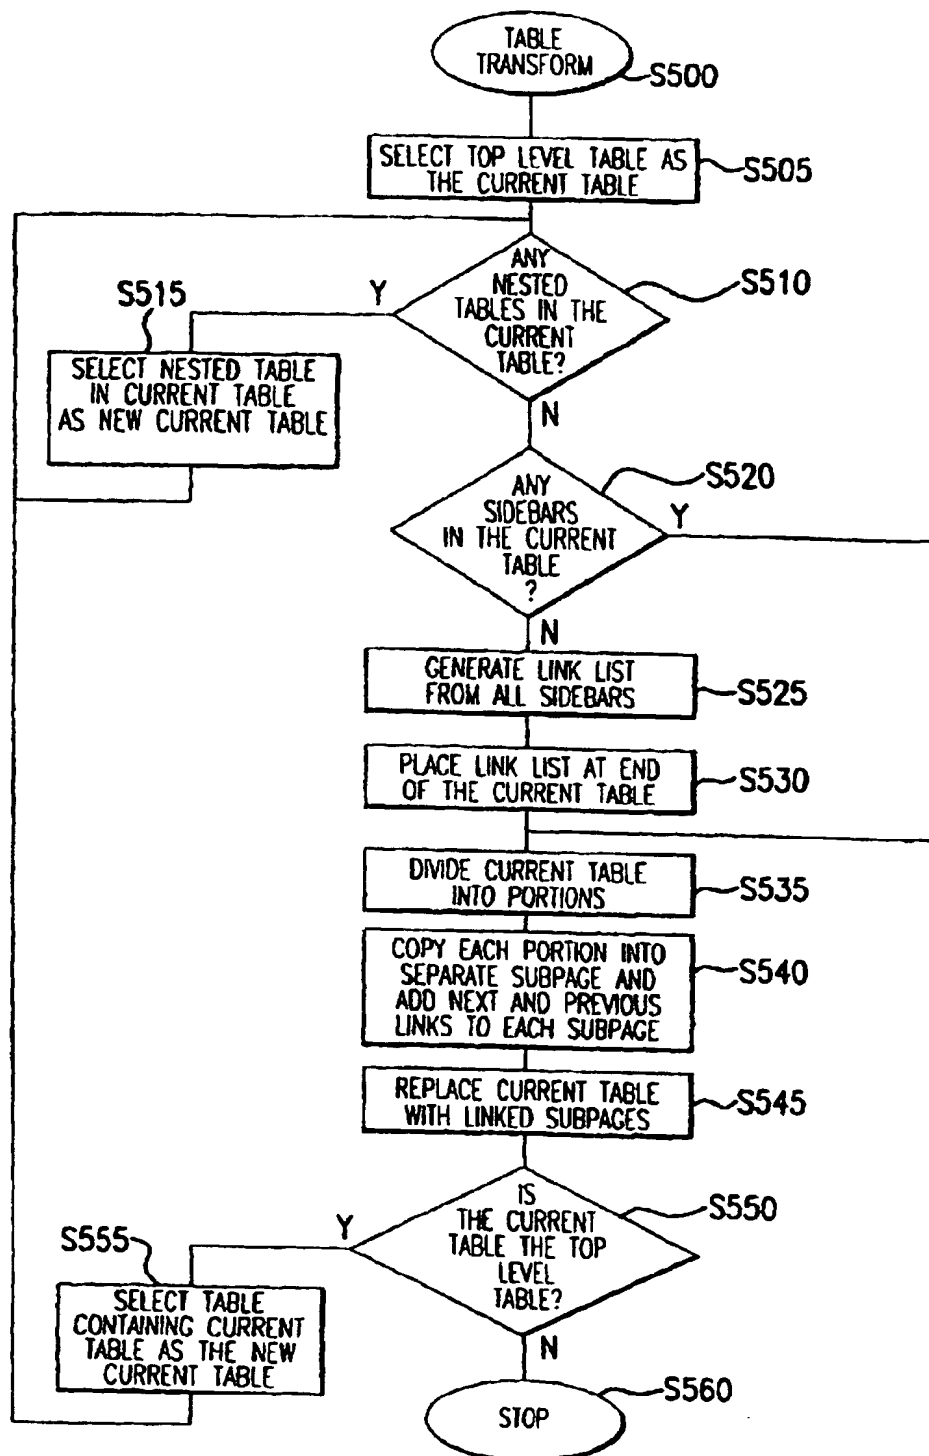 TABLE
TRANSFORM
S500
SELECT TOP LEVEL TABLE AS
THE CURRENT TABLE
S505
ANY
NESTED
TABLES IN THE
CURRENT
TABLE?
S510
Y
N
S515
SELECT NESTED TABLE
IN CURRENT TABLE
AS NEW CURRENT TABLE
ANY
SIDEBARS
IN THE CURRENT
TABLE
?
S520
Y
N
GENERATE LINK LIST
FROM ALL SIDEBARS
S525
PLACE LINK LIST AT END
OF THE CURRENT TABLE
S530
DIVIDE CURRENT TABLE
INTO PORTIONS
S535
COPY EACH PORTION INTO
SEPARATE SUBPAGE AND
ADD NEXT AND PREVIOUS
LINKS TO EACH SUBPAGE
S540
REPLACE CURRENT TABLE
WITH LINKED SUBPAGES
S545
IS
THE CURRENT
TABLE THE TOP
LEVEL
TABLE?
S550
Y
N
S555
SELECT TABLE
CONTAINING CURRENT
TABLE AS THE NEW
CURRENT TABLE
STOP
S560